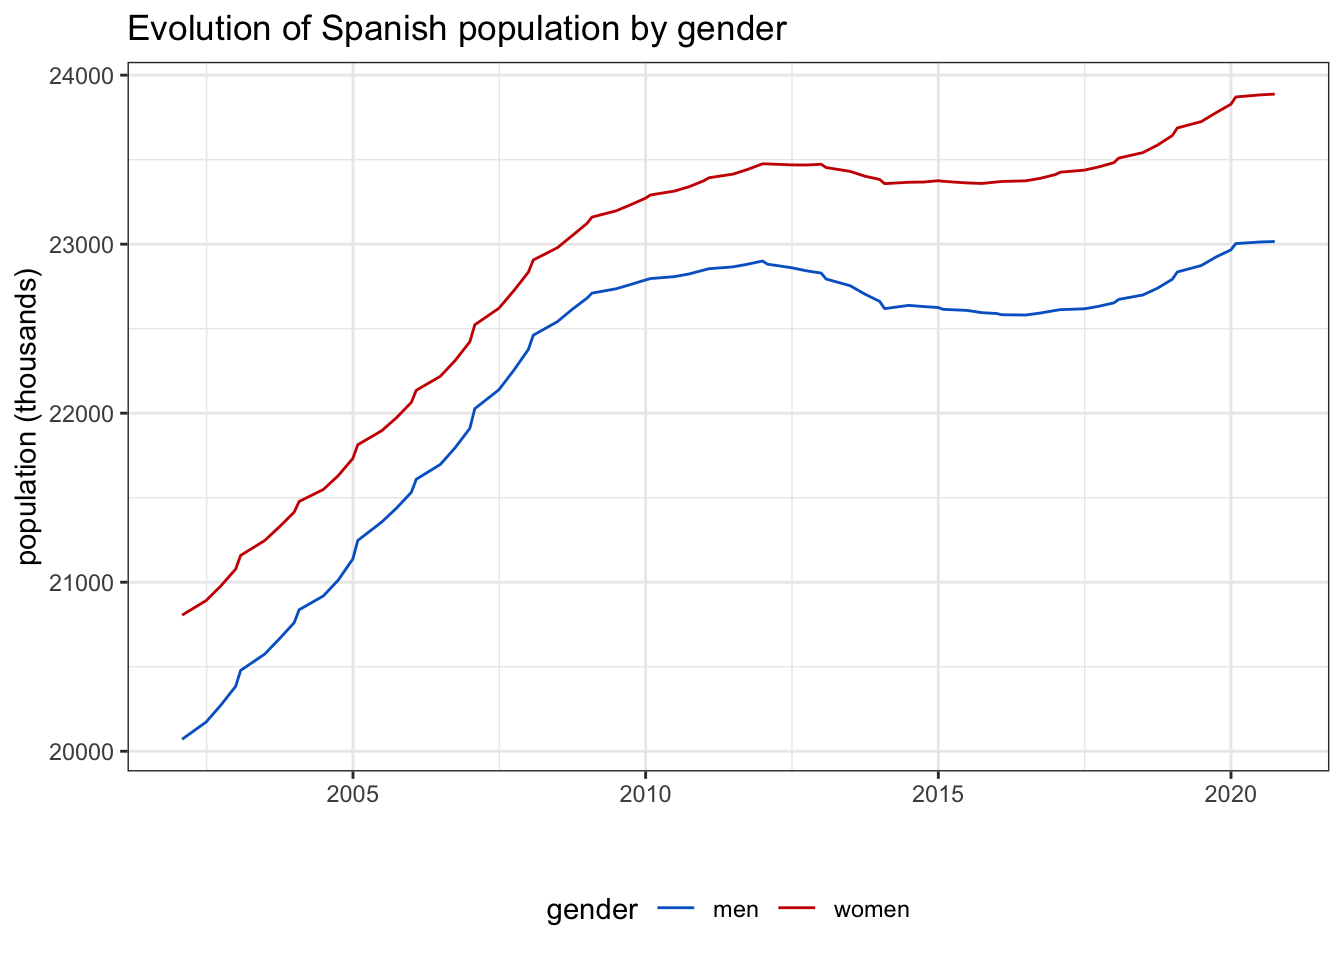 Evolution of Spanish population by gender
24000
23000
22000
21000
20000
population (thousands)
2005 2010 2015 2020
gender men women